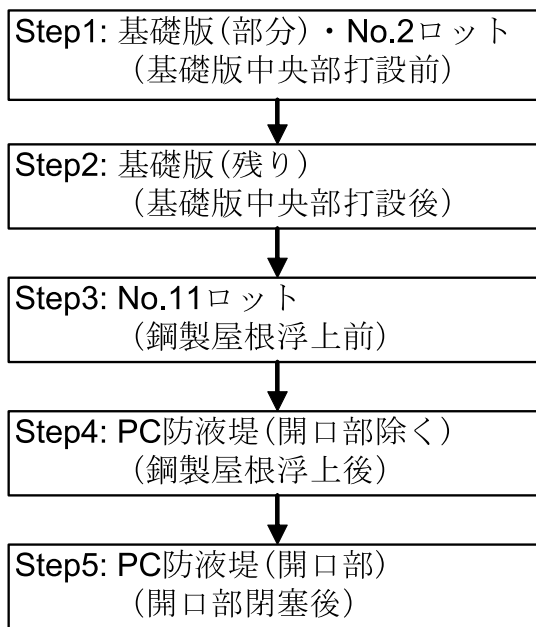 Step1: 基礎版(部分)・No.2ロット
(基礎版中央部打設前)
Step2: 基礎版(残り)
(基礎版中央部打設後)
Step3: No.11ロット
(鋼製屋根浮上前)
Step4: PC防液堤(開口部除く)
(鋼製屋根浮上後)
Step5: PC防液堤(開口部)
(開口部閉塞後)